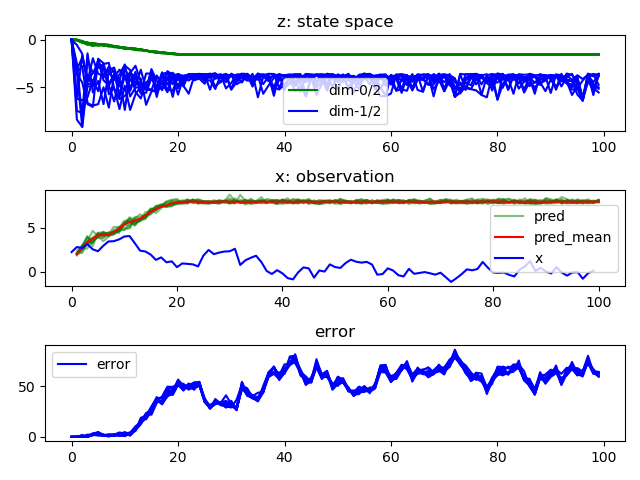 z: state space
0
−5
dim-0/2
dim-1/2
0 20 40 60 80 100
x: observation
5
0
pred
pred_mean
x
0 20 40 60 80 100
error
error
50
0
0 20 40 60 80 100